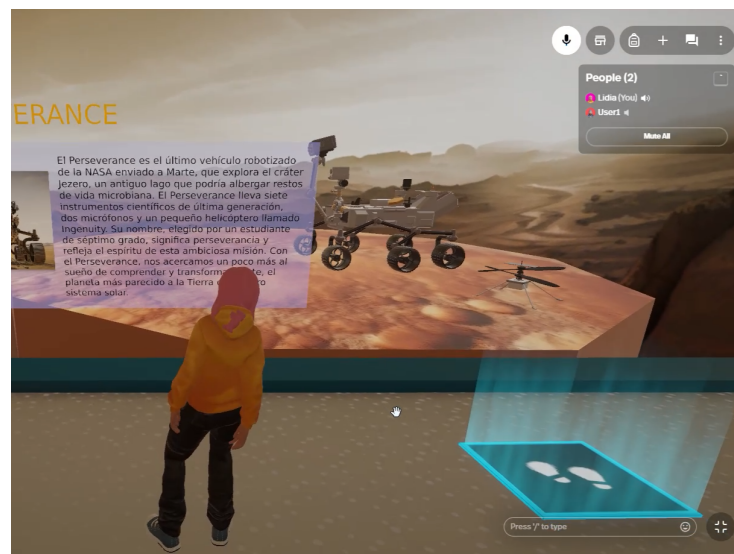 People (2)
Lidia (You)
User1
Mute All
ERANCE
El Perseverance es el último vehículo robotizado
de la NASA enviado a Marte, que explora el cráter
Jezero, un antiguo lago que podría albergar restos
de vida microbiana. El Perseverance lleva siete
instrumentos científicos de última generación,
dos micrófonos y un pequeño helicóptero llamado
Ingenuity. Su nombre, elegido por un estudiante
de séptimo grado, significa perseverancia y
refleja el espíritu de esta ambiciosa misión. Con
el Perseverance, nos acercamos un poco más al
sueño de comprender y transforma te, el
planeta más parecido a la Tierra ro
sistema solar.
Press '/' to type